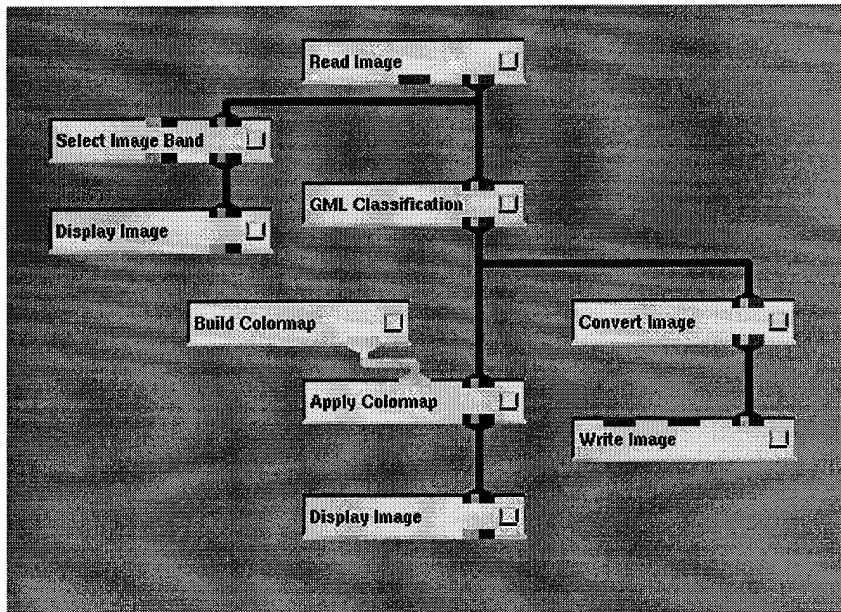 Read Image
Select Image Band
GML Classification
Display Image
Build Colormap
Convert Image
Apply Colormap
Write Image
Display Image